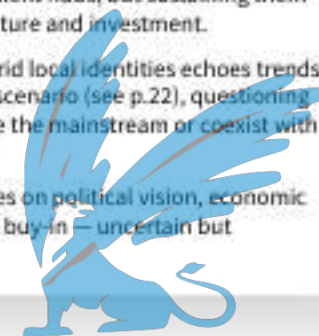 ture and investment.
rid local identities echoes trends
scenario (see p.22), questioning
e the mainstream or coexist with
es on political vision, economic
buy-in — uncertain but